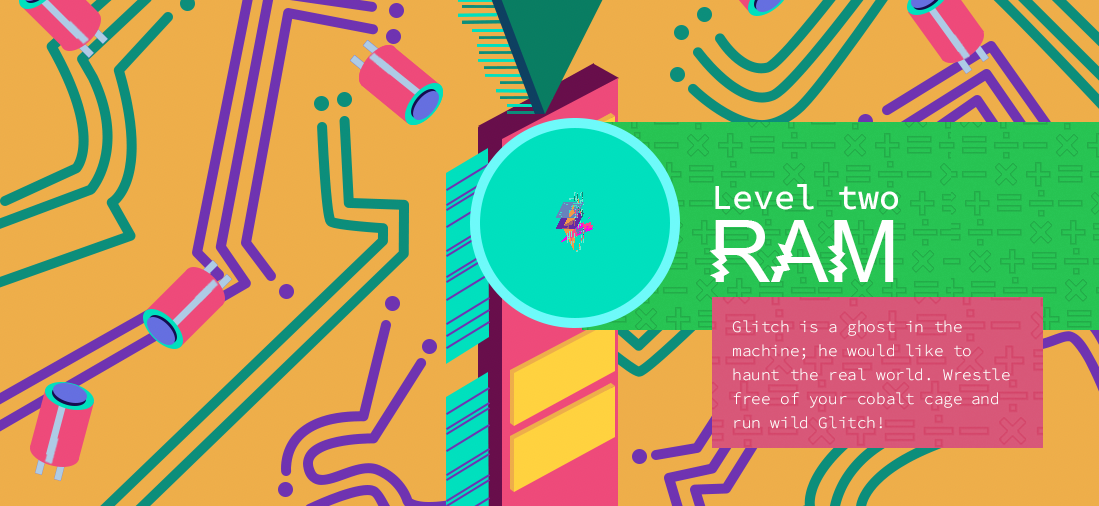 Level two
RAM
Glitch is a ghost in the
machine; he would like to
haunt the real world. Wrestle
free of your cobalt cage and
run wild Glitch!